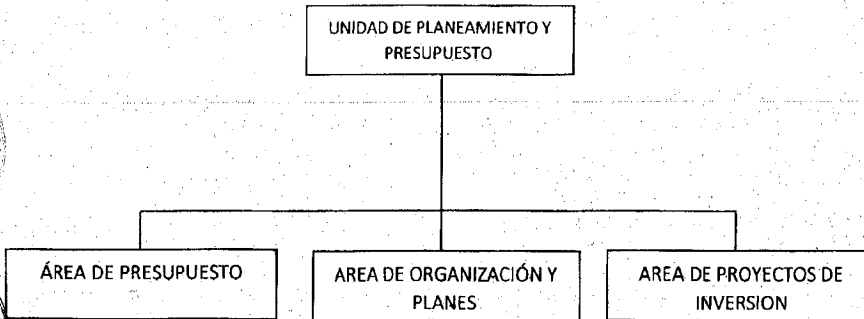 UNIDAD DE PLANEAMIENTO Y
PRESUPUESTO
ÁREA DE PRESUPUESTO
AREA DE ORGANIZACIÓN Y
PLANES
AREA DE PROYECTOS DE
INVERSION